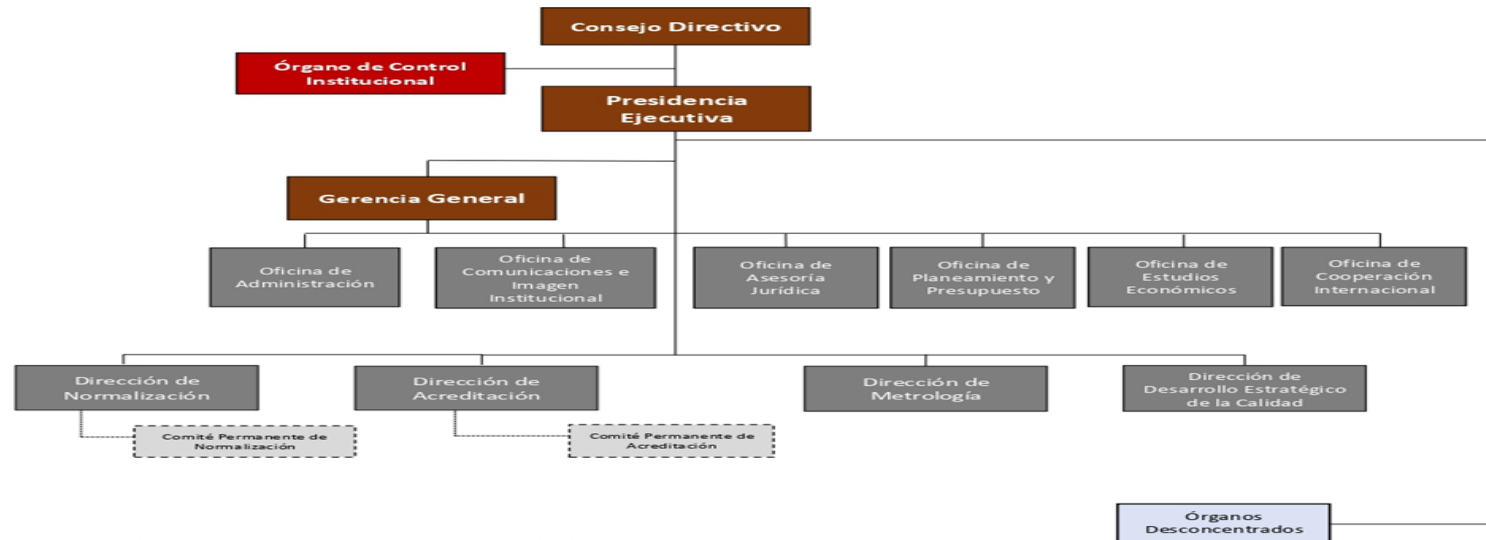 Consejo Directivo
Órgano de Control
Institucional
Presidencia
Ejecutiva
Gerencia General
Oficina de
Administración
Oficina de
Comunicaciones e
Imagen
Institucional
Oficina de
Asesoría
Jurídica
Oficina de
Planeamiento y
Presupuesto
Oficina de
Estudios
Económicos
Oficina de
Cooperación
Internacional
Dirección de
Normalización
Dirección de
Acreditación
Dirección de
Metrología
Dirección de
Desarrollo Estratégico
de la Calidad
Comité Permanente de
Normalización
Comité Permanente de
Acreditación
Órganos
Desconcentrados